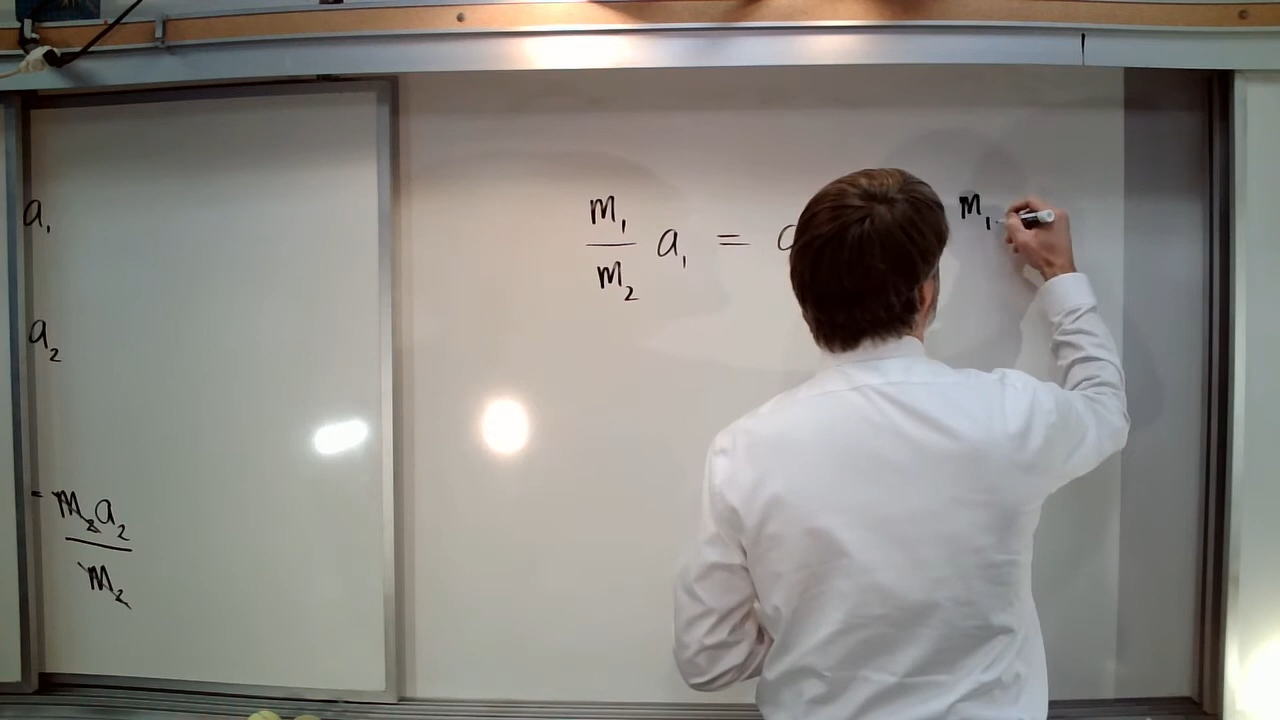 a₁
a₂
= m₂a₂
m₂
m₁
m₂
a₁ =
m₁